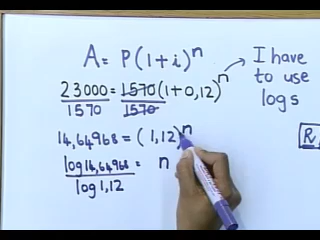 A = P(1+i)ⁿ
I have
to use
logs
23000/1570 = 1570(1+0,12)ⁿ/1570
14,64968 = (1,12)ⁿ
log 14,64968/log 1,12 = n
R